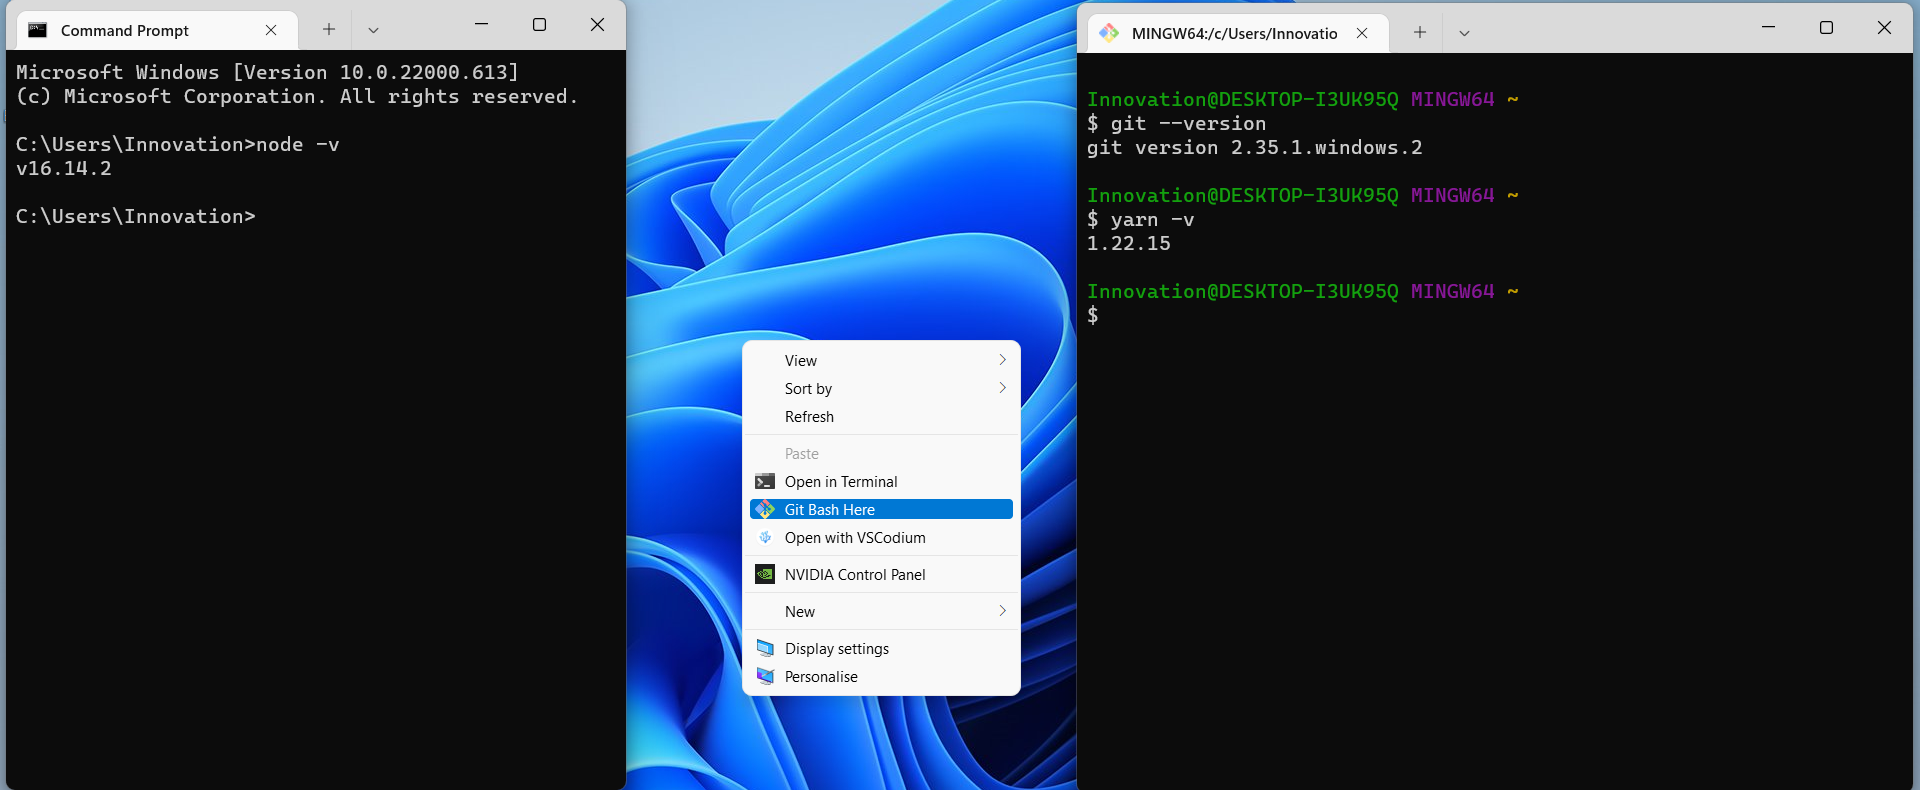 Command Prompt
Microsoft Windows [Version 10.0.22000.613]
(c) Microsoft Corporation. All rights reserved.
C:\Users\Innovation>node -v
v16.14.2
C:\Users\Innovation>
View
Sort by
Refresh
Paste
Open in Terminal
Git Bash Here
Open with VSCodium
NVIDIA Control Panel
New
Display settings
Personalise
MINGW64:/c/Users/Innovatio
Innovation@DESKTOP-I3UK95Q MINGW64 ~
$ git --version
git version 2.35.1.windows.2
Innovation@DESKTOP-I3UK95Q MINGW64 ~
$ yarn -v
1.22.15
Innovation@DESKTOP-I3UK95Q MINGW64 ~
$